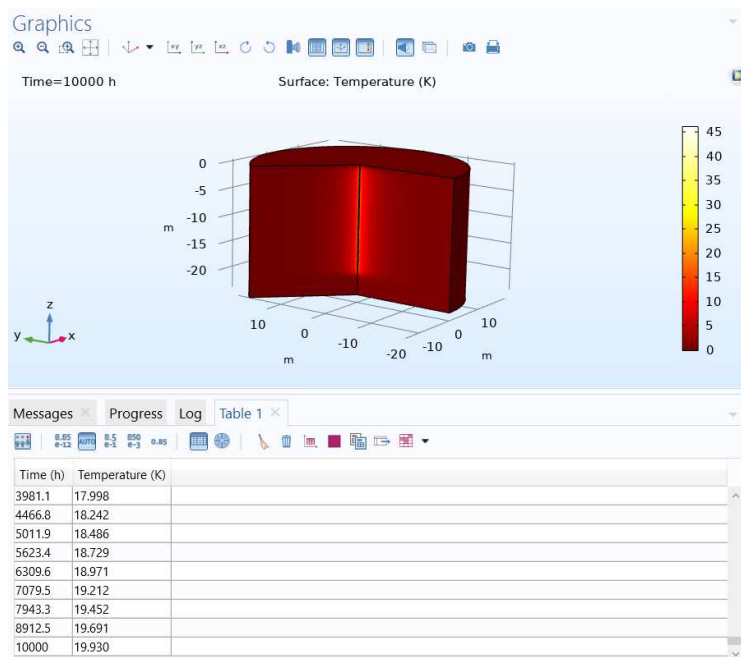 Graphics
xy yz xz
Time=10000 h Surface: Temperature (K)
45
40
35
30
25
20
15
10
5
0
0
-5
-10
-15
-20
m
10
0
-10
-20
m
-10
0
10
m
z
y
x
Messages Progress Log Table 1
8.85 e-12 AUTO 8.5 e-1 850 e-3 0.85
Time (h) Temperature (K)
3981.1 17.998
4466.8 18.242
5011.9 18.486
5623.4 18.729
6309.6 18.971
7079.5 19.212
7943.3 19.452
8912.5 19.691
10000 19.930